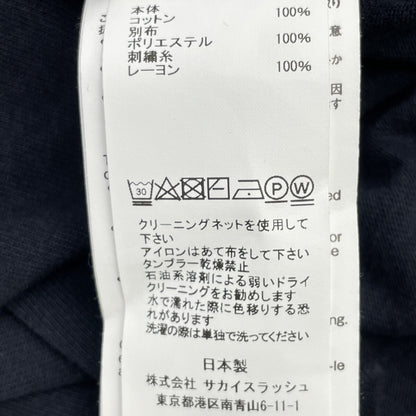 本体
コットン 100%
別布
ポリエステル 100%
刺繍糸
レーヨン 100%
30
P W
クリーニングネットを使用して
下さい
アイロンはあて布をして下さい
タンブラー乾燥禁止
石油系溶剤による弱いドライ
クリーニングをお勧めします
水で濡れた際に色移りする恐
れがあります
洗濯の際は単独で洗ってください
日本製
株式会社 サカイスラッシュ
東京都港区南青山6-11-1